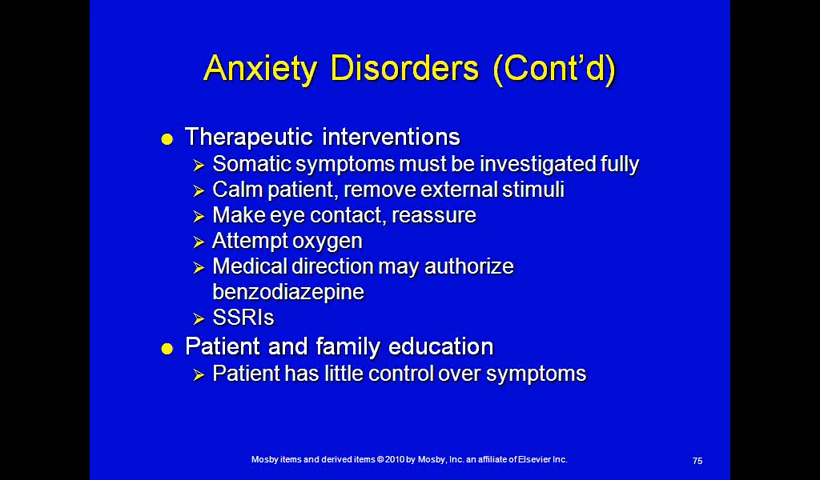 Anxiety Disorders (Cont’d)
Therapeutic interventions
Somatic symptoms must be investigated fully
Calm patient, remove external stimuli
Make eye contact, reassure
Attempt oxygen
Medical direction may authorize
benzodiazepine
SSRIs
Patient and family education
Patient has little control over symptoms
Mosby items and derived items © 2010 by Mosby, Inc. an affiliate of Elsevier Inc.
75